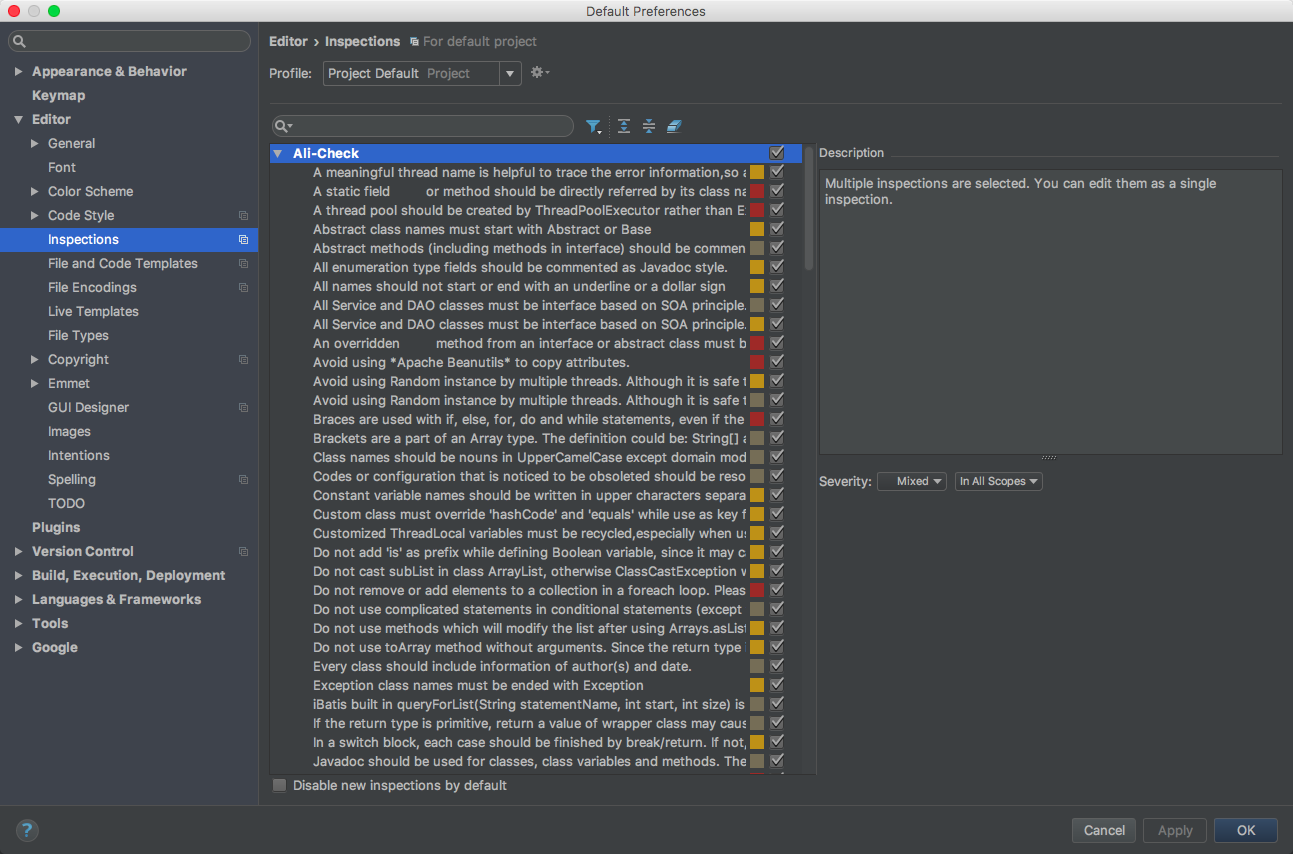 Default Preferences
Appearance & Behavior
Keymap
Editor
General
Font
Color Scheme
Code Style
Inspections
File and Code Templates
File Encodings
Live Templates
File Types
Copyright
Emmet
GUI Designer
Images
Intentions
Spelling
TODO
Plugins
Version Control
Build, Execution, Deployment
Languages & Frameworks
Tools
Google
Editor › Inspections For default project
Profile: Project Default Project
Ali-Check
A meaningful thread name is helpful to trace the error information,so
A static field or method should be directly referred by its class
A thread pool should be created by ThreadPoolExecutor rather than
Abstract class names must start with Abstract or Base
Abstract methods (including methods in interface) should be commen
All enumeration type fields should be commented as Javadoc style.
All names should not start or end with an underline or a dollar sign
All Service and DAO classes must be interface based on SOA principle.
All Service and DAO classes must be interface based on SOA principle.
An overridden method from an interface or abstract class must
Avoid using *Apache Beanutils* to copy attributes.
Avoid using Random instance by multiple threads. Although it is safe
Avoid using Random instance by multiple threads. Although it is safe
Braces are used with if, else, for, do and while statements, even if the
Brackets are a part of an Array type. The definition could be: String[]
Class names should be nouns in UpperCamelCase except domain mod
Codes or configuration that is noticed to be obsoleted should be reso
Constant variable names should be written in upper characters separa
Custom class must override 'hashCode' and 'equals' while use as key
Customized ThreadLocal variables must be recycled,especially when
Do not add 'is' as prefix while defining Boolean variable, since it may
Do not cast subList in class ArrayList, otherwise ClassCastException
Do not remove or add elements to a collection in a foreach loop. Pleas
Do not use complicated statements in conditional statements (except
Do not use methods which will modify the list after using Arrays.asList
Do not use toArray method without arguments. Since the return type
Every class should include information of author(s) and date.
Exception class names must be ended with Exception
iBatis built in queryForList(String statementName, int start, int size) is
If the return type is primitive, return a value of wrapper class may caus
In a switch block, each case should be finished by break/return. If not,
Javadoc should be used for classes, class variables and methods. The
Disable new inspections by default
Description
Multiple inspections are selected. You can edit them as a single
inspection.
Severity: Mixed In All Scopes
?
Cancel
Apply
OK